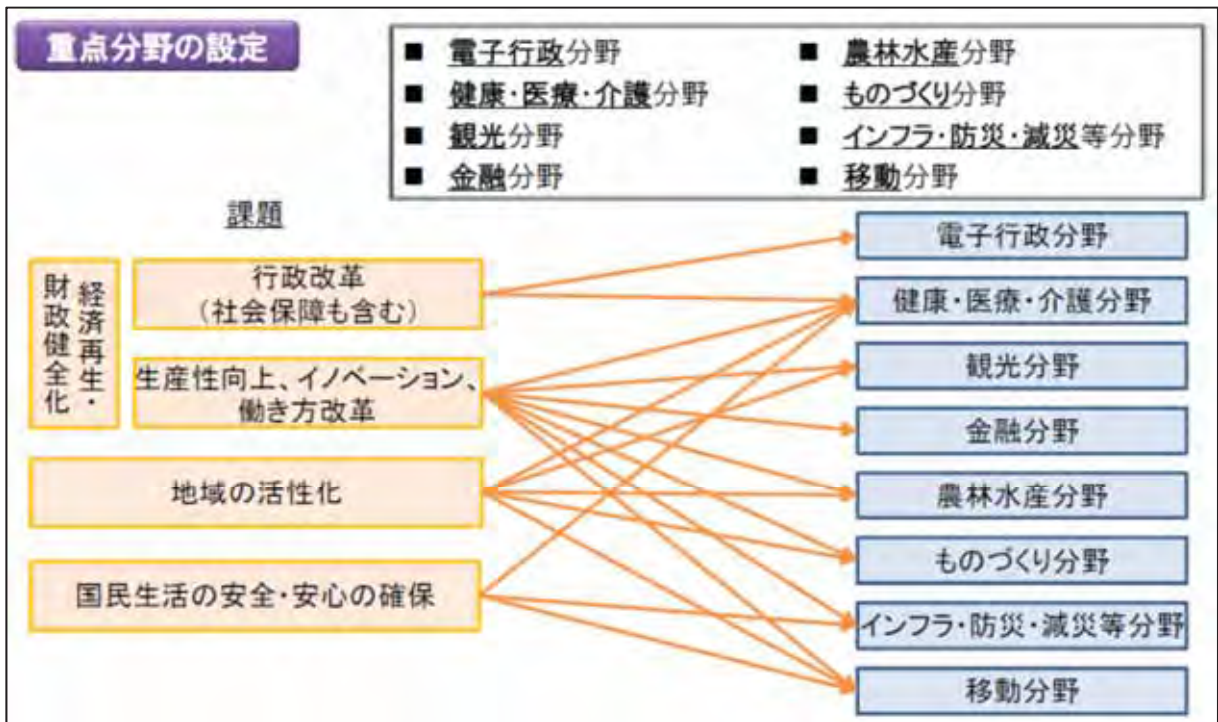 重点分野の設定
■ 電子行政分野
■ 健康・医療・介護分野
■ 観光分野
■ 金融分野
■ 農林水産分野
■ ものづくり分野
■ インフラ・防災・減災等分野
■ 移動分野
課題
経済再生・
財政健全化
行政改革
（社会保障も含む）
生産性向上、イノベーション、
働き方改革
地域の活性化
国民生活の安全・安心の確保
電子行政分野
健康・医療・介護分野
観光分野
金融分野
農林水産分野
ものづくり分野
インフラ・防災・減災等分野
移動分野